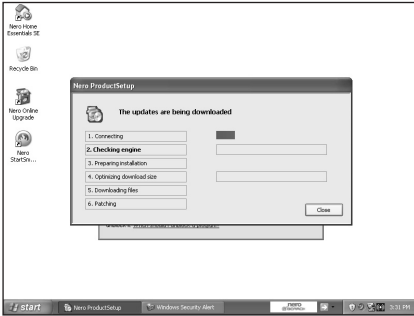 Nero Home
Essentials SE
Recycle Bin
Nero Online
Upgrade
Nero
StartSm...
Nero ProductSetup
The updates are being downloaded
1. Connecting
2. Checking engine
3. Preparing installation
4. Optimizing download size
5. Downloading files
6. Patching
Close
start
Nero ProductSetup
Windows Security Alert
nero
3:31 PM